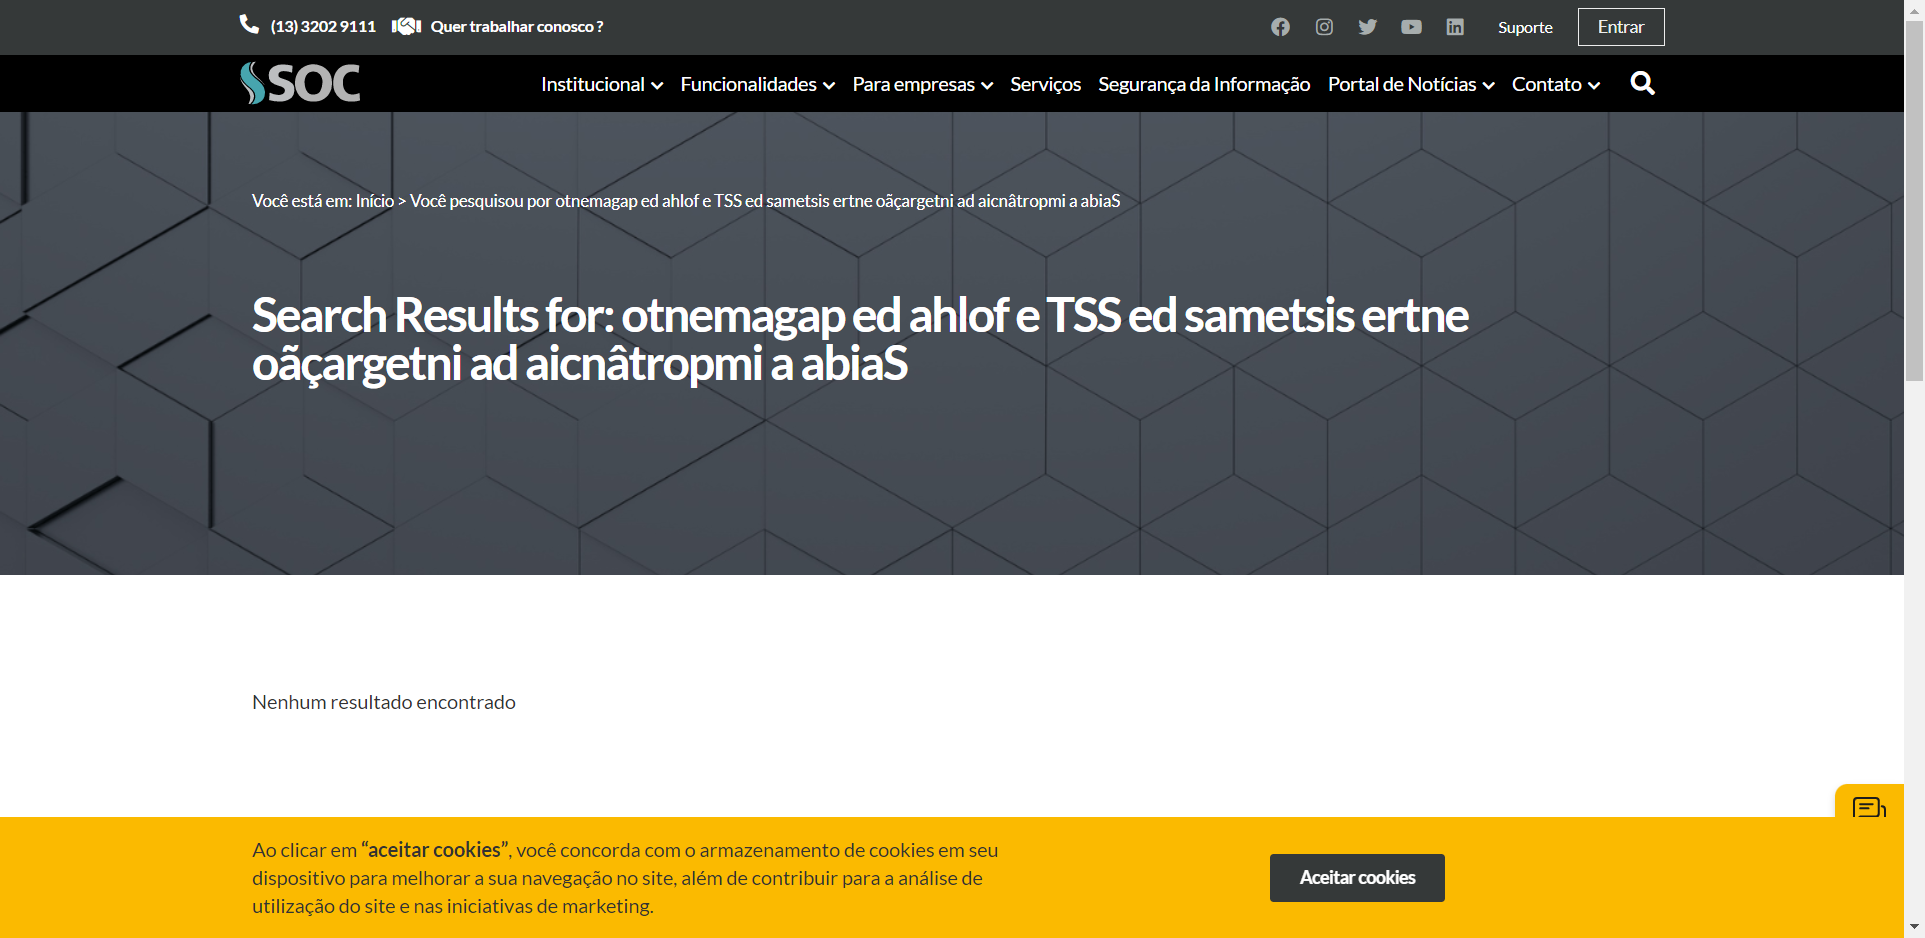 (13) 3202 9111 Quer trabalhar conosco ? Suporte Entrar
SOC Institucional Funcionalidades Para empresas Serviços Segurança da Informação Portal de Notícias Contato
Você está em: Início > Você pesquisou por otnemagap ed ahlof e TSS ed sametsis ertne oãçargetni ad aicnâtropmi a abiaS
Search Results for: otnemagap ed ahlof e TSS ed sametsis ertne
oãçargetni ad aicnâtropmi a abiaS
Nenhum resultado encontrado
Ao clicar em “aceitar cookies”, você concorda com o armazenamento de cookies em seu
dispositivo para melhorar a sua navegação no site, além de contribuir para a análise de
utilização do site e nas iniciativas de marketing.
Aceitar cookies